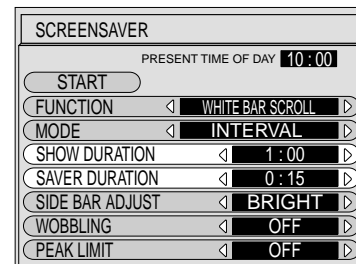 SCREENSAVER
PRESENT TIME OF DAY 10 : 00
START
FUNCTION WHITE BAR SCROLL
MODE INTERVAL
SHOW DURATION 1 : 00
SAVER DURATION 0 : 15
SIDE BAR ADJUST BRIGHT
WOBBLING OFF
PEAK LIMIT OFF